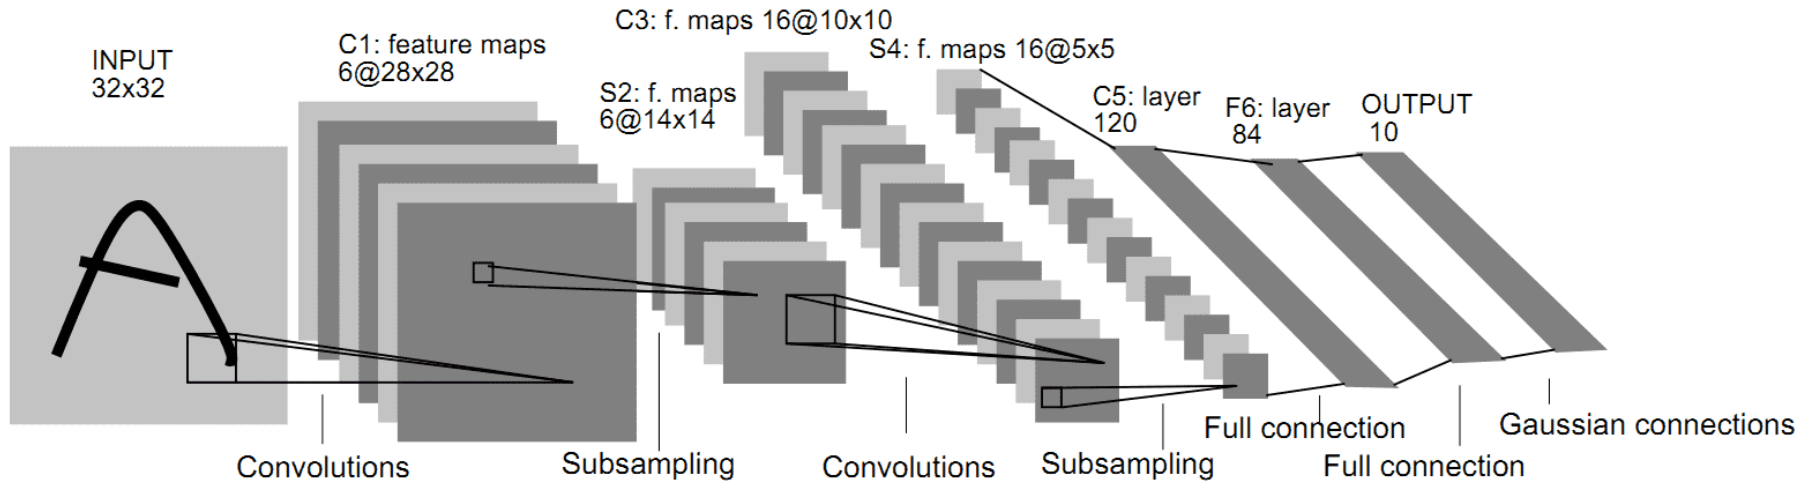 INPUT
32x32
C1: feature maps
6@28x28
S2: f. maps
6@14x14
C3: f. maps 16@10x10
S4: f. maps 16@5x5
C5: layer
120
F6: layer
84
OUTPUT
10
Convolutions
Subsampling
Convolutions
Subsampling
Full connection
Full connection
Gaussian connections